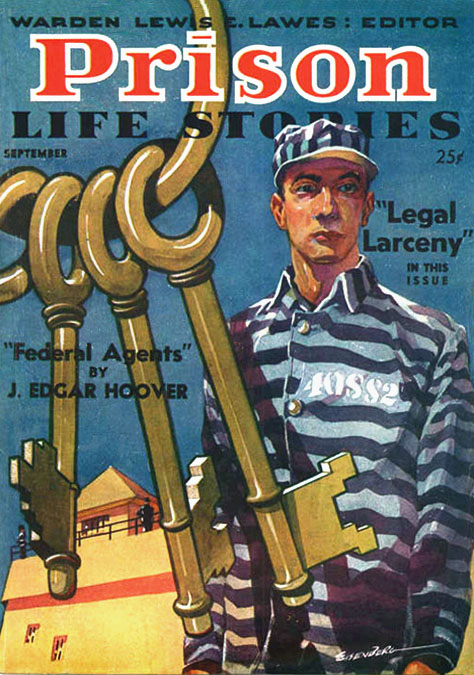 WARDEN LEWIS E. LAWES: EDITOR
Prison
LIFE STORIES
SEPTEMBER
25¢
"Legal
Larceny"
IN THIS
ISSUE
"Federal Agents"
BY
J. EDGAR HOOVER
40882
EISENBERG